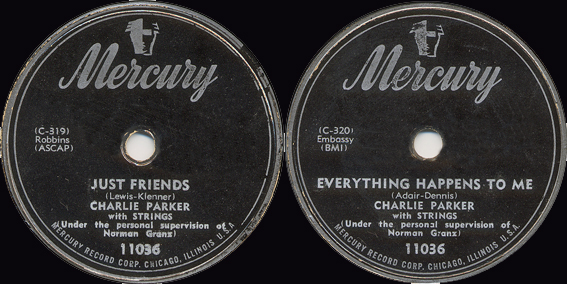 Mercury
(C-319)
Robbins
(ASCAP)
JUST FRIENDS
(Lewis-Klenner)
CHARLIE PARKER
with STRINGS
(Under the personal supervision of
Norman Granz)
11036
MERCURY RECORD CORP. CHICAGO, ILLINOIS U.S.A.
Mercury
(C-320)
Embassy
(BMI)
EVERYTHING HAPPENS TO ME
(Adair-Dennis)
CHARLIE PARKER
with STRINGS
(Under the personal supervision of
Norman Granz)
11036
MERCURY RECORD CORP. CHICAGO, ILLINOIS U.S.A.